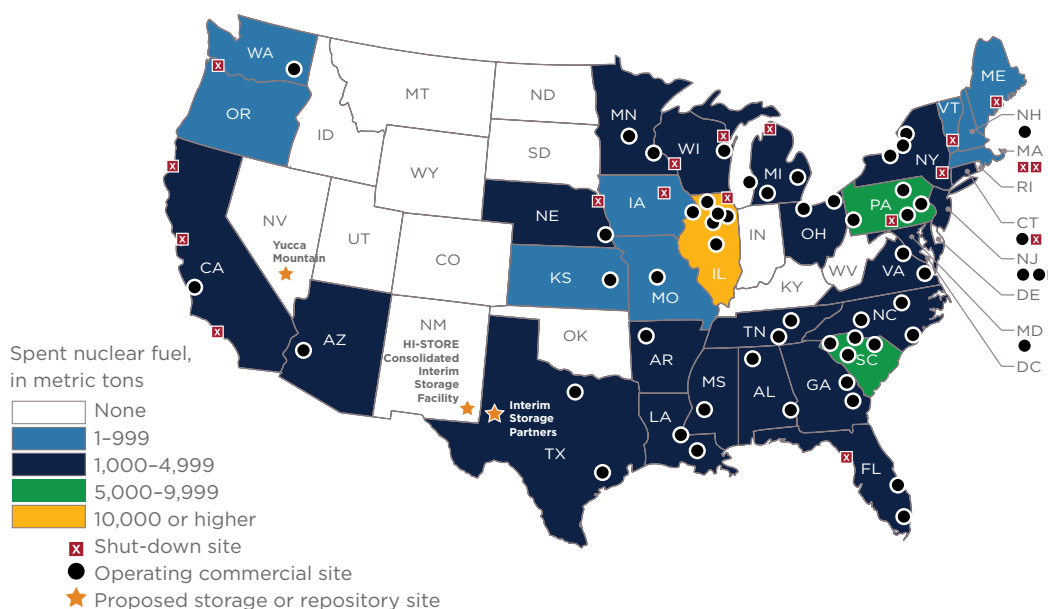 WA
OR
MT
ID
WY
ND
SD
NE
NV
Yucca
Mountain
UT
CO
CA
AZ
NM
HI-STORE
Consolidated
Interim
Storage
Facility
Interim
Storage
Partners
KS
OK
TX
MN
IA
MO
AR
LA
WI
IL
MI
IN
OH
KY
WV
TN
MS
AL
GA
FL
SC
NC
VA
PA
NY
VT
ME
NH
MA
RI
CT
NJ
DE
MD
DC
Spent nuclear fuel,
in metric tons
None
1–999
1,000–4,999
5,000–9,999
10,000 or higher
x Shut-down site
Operating commercial site
Proposed storage or repository site